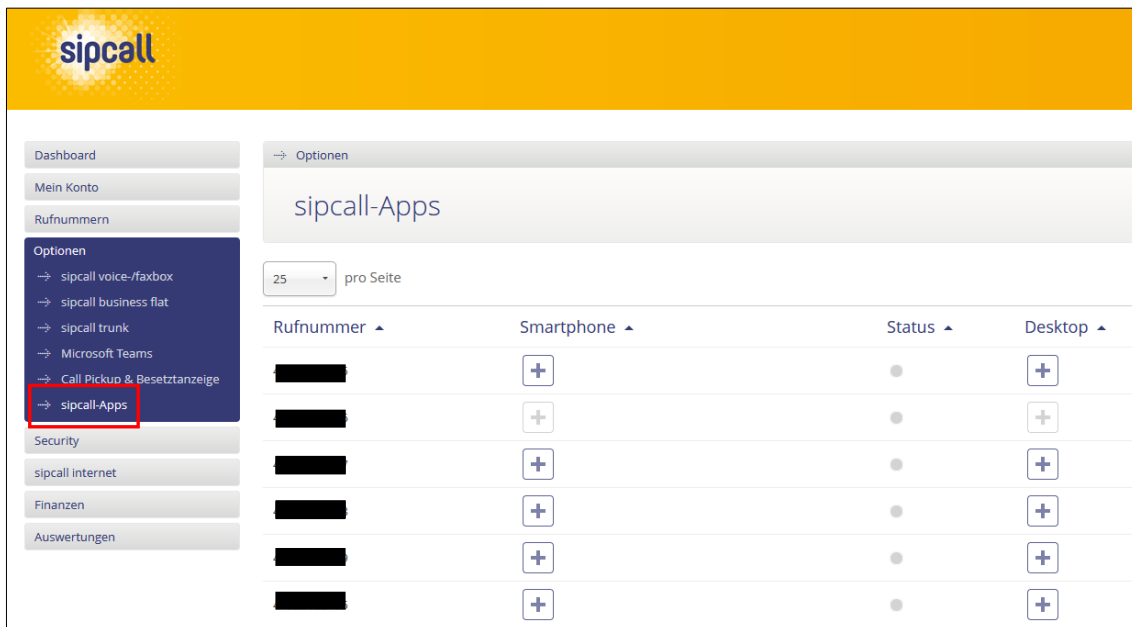 sipcall
Dashboard
Mein Konto
Rufnummern
Optionen
sipcall voice-/faxbox
sipcall business flat
sipcall trunk
Microsoft Teams
Call Pickup & Besetztanzeige
sipcall-Apps
Security
sipcall internet
Finanzen
Auswertungen
Optionen
sipcall-Apps
25 pro Seite
Rufnummer Smartphone Status Desktop